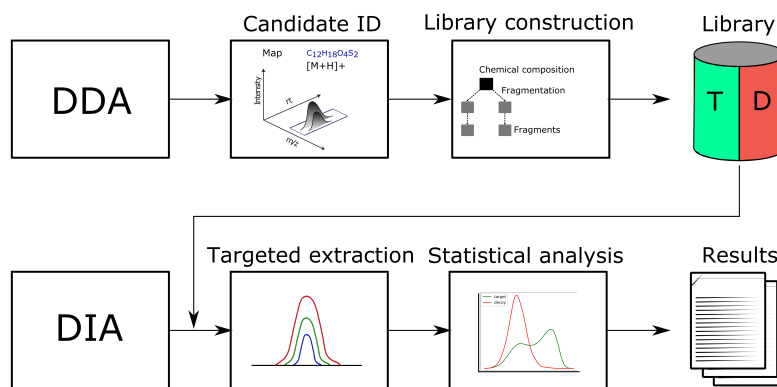 Candidate ID
Library construction
Library
DDA
Map
C12H18O4S2
[M+H]+
Intensity
rt
m/z
Chemical composition
Fragmentation
Fragments
T
D
Targeted extraction
Statistical analysis
Results
DIA
target
decoy